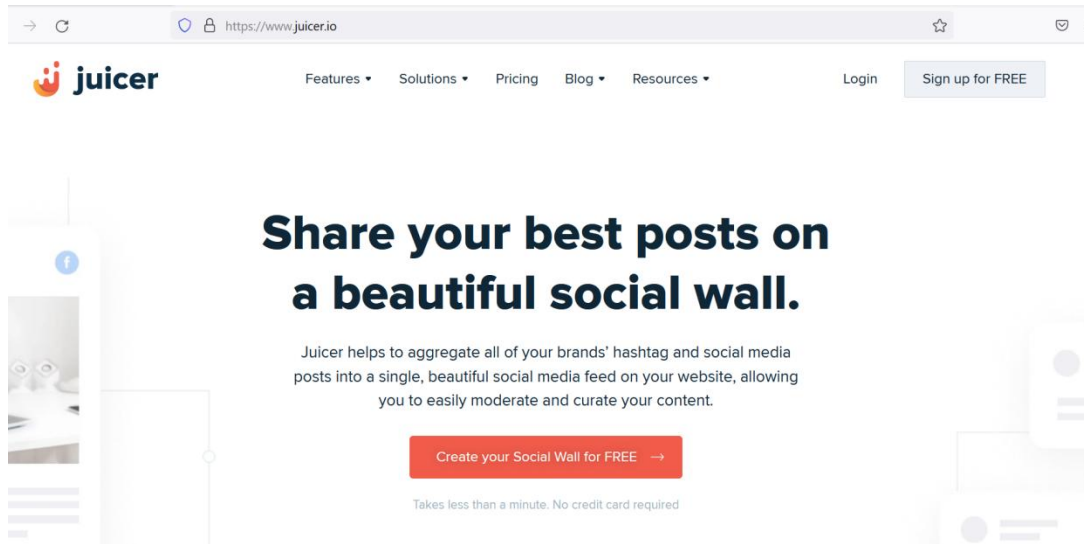 https://www.juicer.io
juicer
Features
Solutions
Pricing
Blog
Resources
Login
Sign up for FREE
Share your best posts on
a beautiful social wall.
Juicer helps to aggregate all of your brands’ hashtag and social media
posts into a single, beautiful social media feed on your website, allowing
you to easily moderate and curate your content.
Create your Social Wall for FREE →
Takes less than a minute. No credit card required